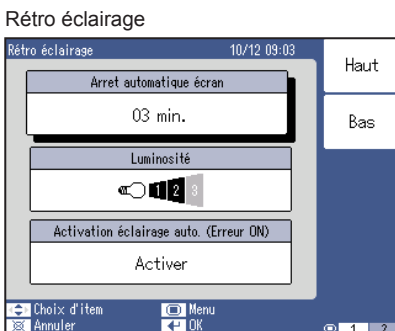 Rétro éclairage
Rétro éclairage 10/12 09:03
Haut
Arret automatique écran
03 min.
Bas
Luminosité
1 2 3
Activation éclairage auto. (Erreur ON)
Activer
Choix d'item Menu
Annuler OK
1 2